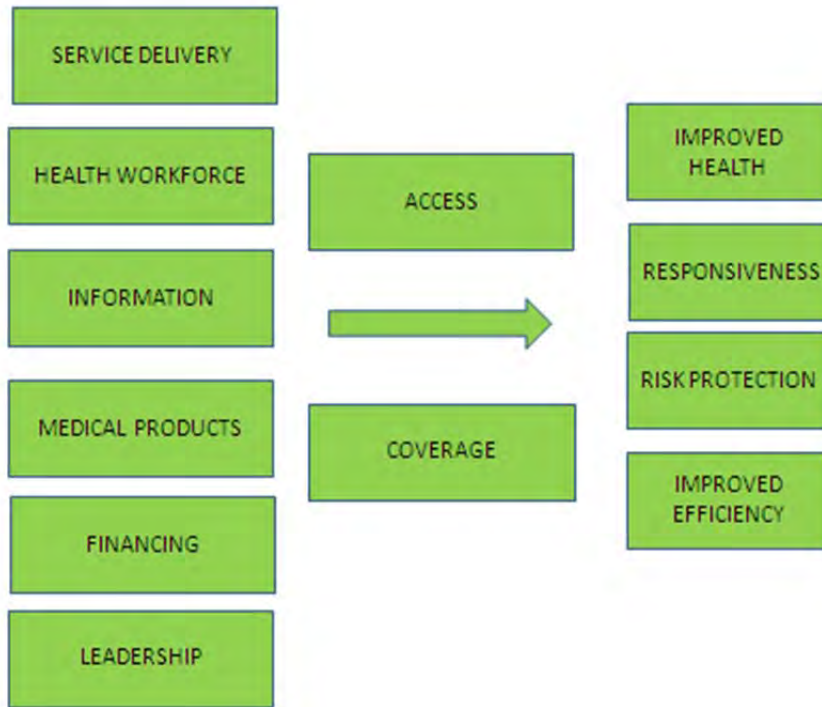 SERVICE DELIVERY
HEALTH WORKFORCE
INFORMATION
MEDICAL PRODUCTS
FINANCING
LEADERSHIP
ACCESS
COVERAGE
IMPROVED
HEALTH
RESPONSIVENESS
RISK PROTECTION
IMPROVED
EFFICIENCY